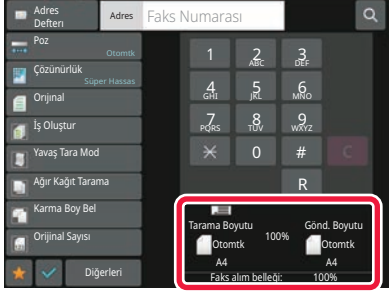 Adres
Defteri
Adres
Faks Numarası
Poz
Otomtk
Çözünürlük
Süper Hassas
Orijinal
İş Oluştur
Yavaş Tara Mod
Ağır Kağıt Tarama
Karma Boy Bel
Orijinal Sayısı
Diğerleri
1 2 3
ABC DEF
4 5 6
GHI JKL MNO
7 8 9
PQRS TUV WXYZ
* 0 # C
R
Tarama Boyutu Gönd. Boyutu
Otomtk 100% Otomtk
A4 A4
Faks alım belleği: 100%